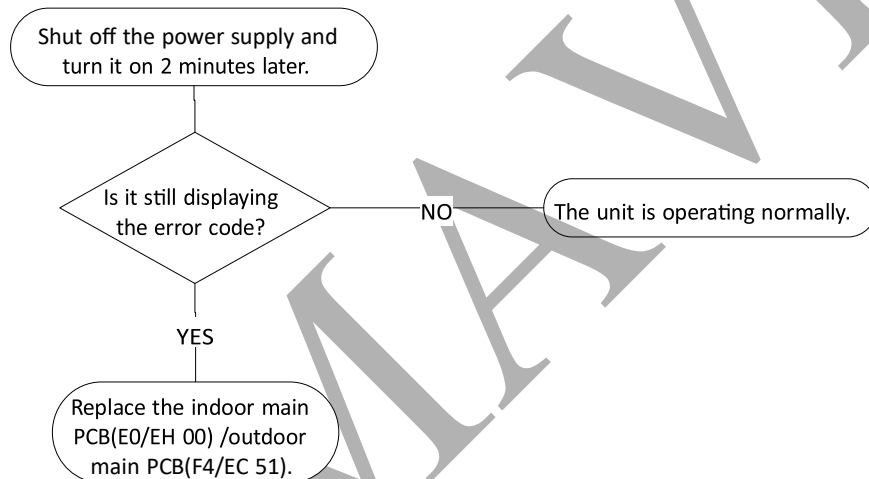 Shut off the power supply and
turn it on 2 minutes later.
Is it still displaying
the error code?
NO
The unit is operating normally.
YES
Replace the indoor main
PCB(E0/EH 00) /outdoor
main PCB(F4/EC 51).